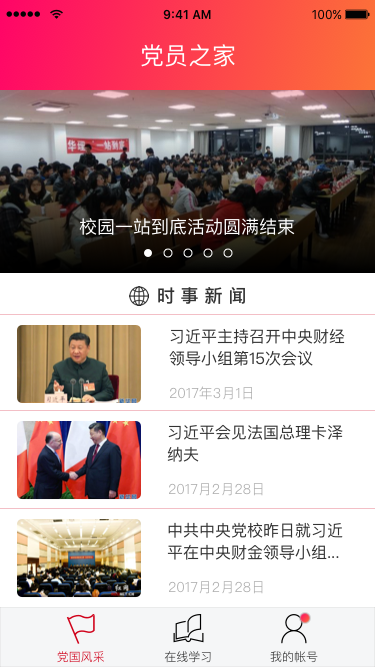 9:41 AM
100%
党员之家
一站到底
校园一站到底活动圆满结束
时事新闻
习近平主持召开中央财经
领导小组第15次会议
2017年3月1日
习近平会见法国总理卡泽
纳夫
2017年2月28日
中共中央党校昨日就习近
平在中央财金领导小组...
2017年2月28日
党国风采
在线学习
我的帐号